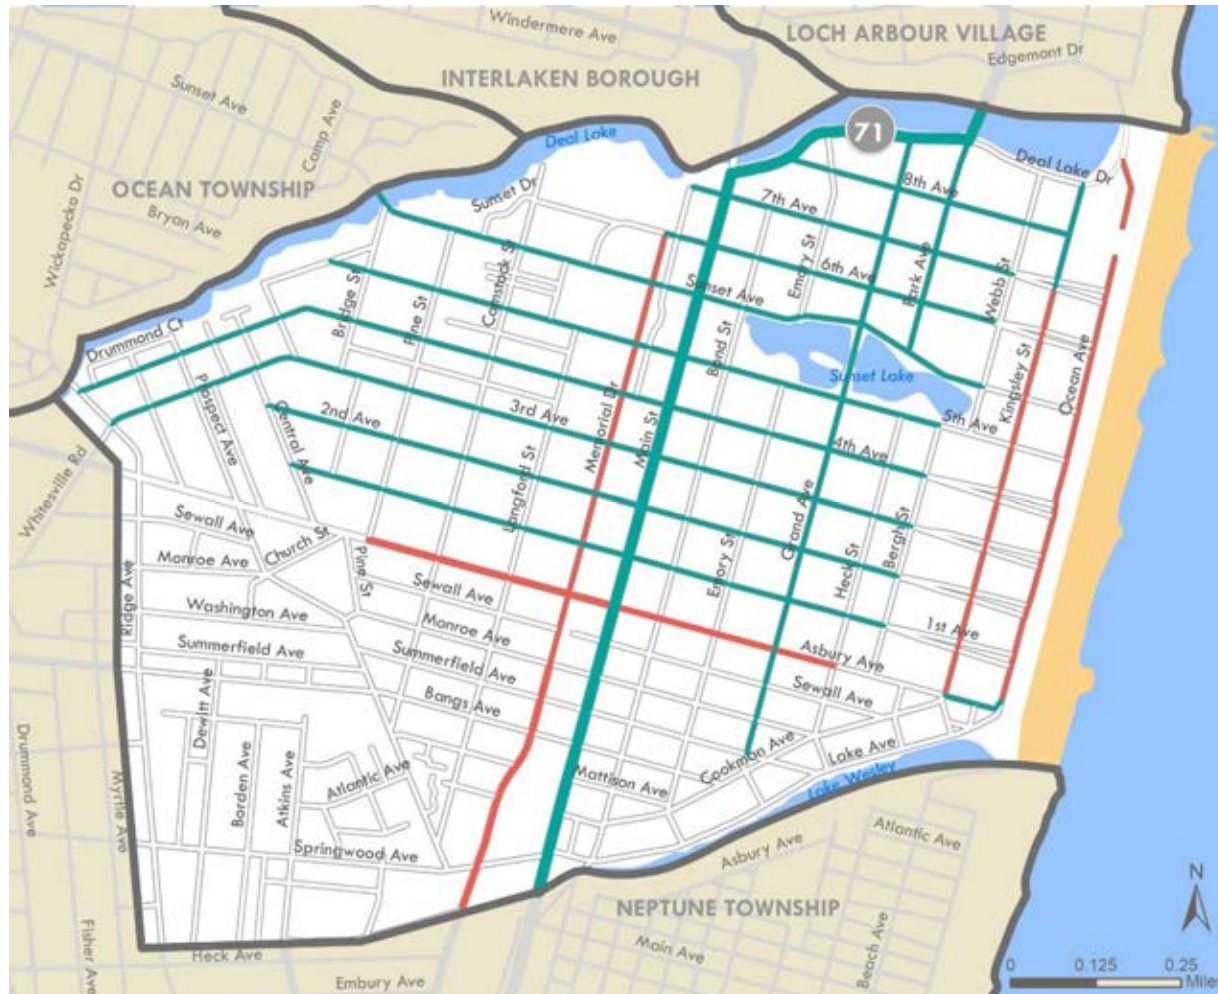 Windermere Ave
LOCH ARBOUR VILLAGE
Edgemont Dr
INTERLAKEN BOROUGH
Sunset Ave
Camp Ave
Deal Lake
71
Deal Lake Dr
OCEAN TOWNSHIP
Sunset Dr
8th Ave
7th Ave
Bryan Ave
Wickapecko Dr
Emory St
6th Ave
Park Ave
Webb St
Comstock St
Sunset Ave
Bridge St
Pine St
Drummond Ct
Bond St
Sunset Lake
Kingsley St
Ocean Ave
Prospect Ave
Central Ave
2nd Ave
3rd Ave
Memorial Dr
Main St
5th Ave
4th Ave
Whitesville Rd
Langford St
Grand Ave
Bergh St
Sewall Ave
Church St
Monroe Ave
Pine St
Sewall Ave
Emory St
Heck St
Ridge Ave
Washington Ave
Monroe Ave
1st Ave
Summerfield Ave
Summerfield Ave
Asbury Ave
Sewall Ave
Bangs Ave
Dewitt Ave
Cookman Ave
Lake Ave
Drummond Ave
Myrtle Ave
Borden Ave
Atkins Ave
Atlantic Ave
Mattison Ave
Lake Wesley
Springwood Ave
Asbury Ave
Atlantic Ave
N
NEPTUNE TOWNSHIP
Fisher Ave
Heck Ave
Main Ave
Beach Ave
Embury Ave
0 0.125 0.25
Miles